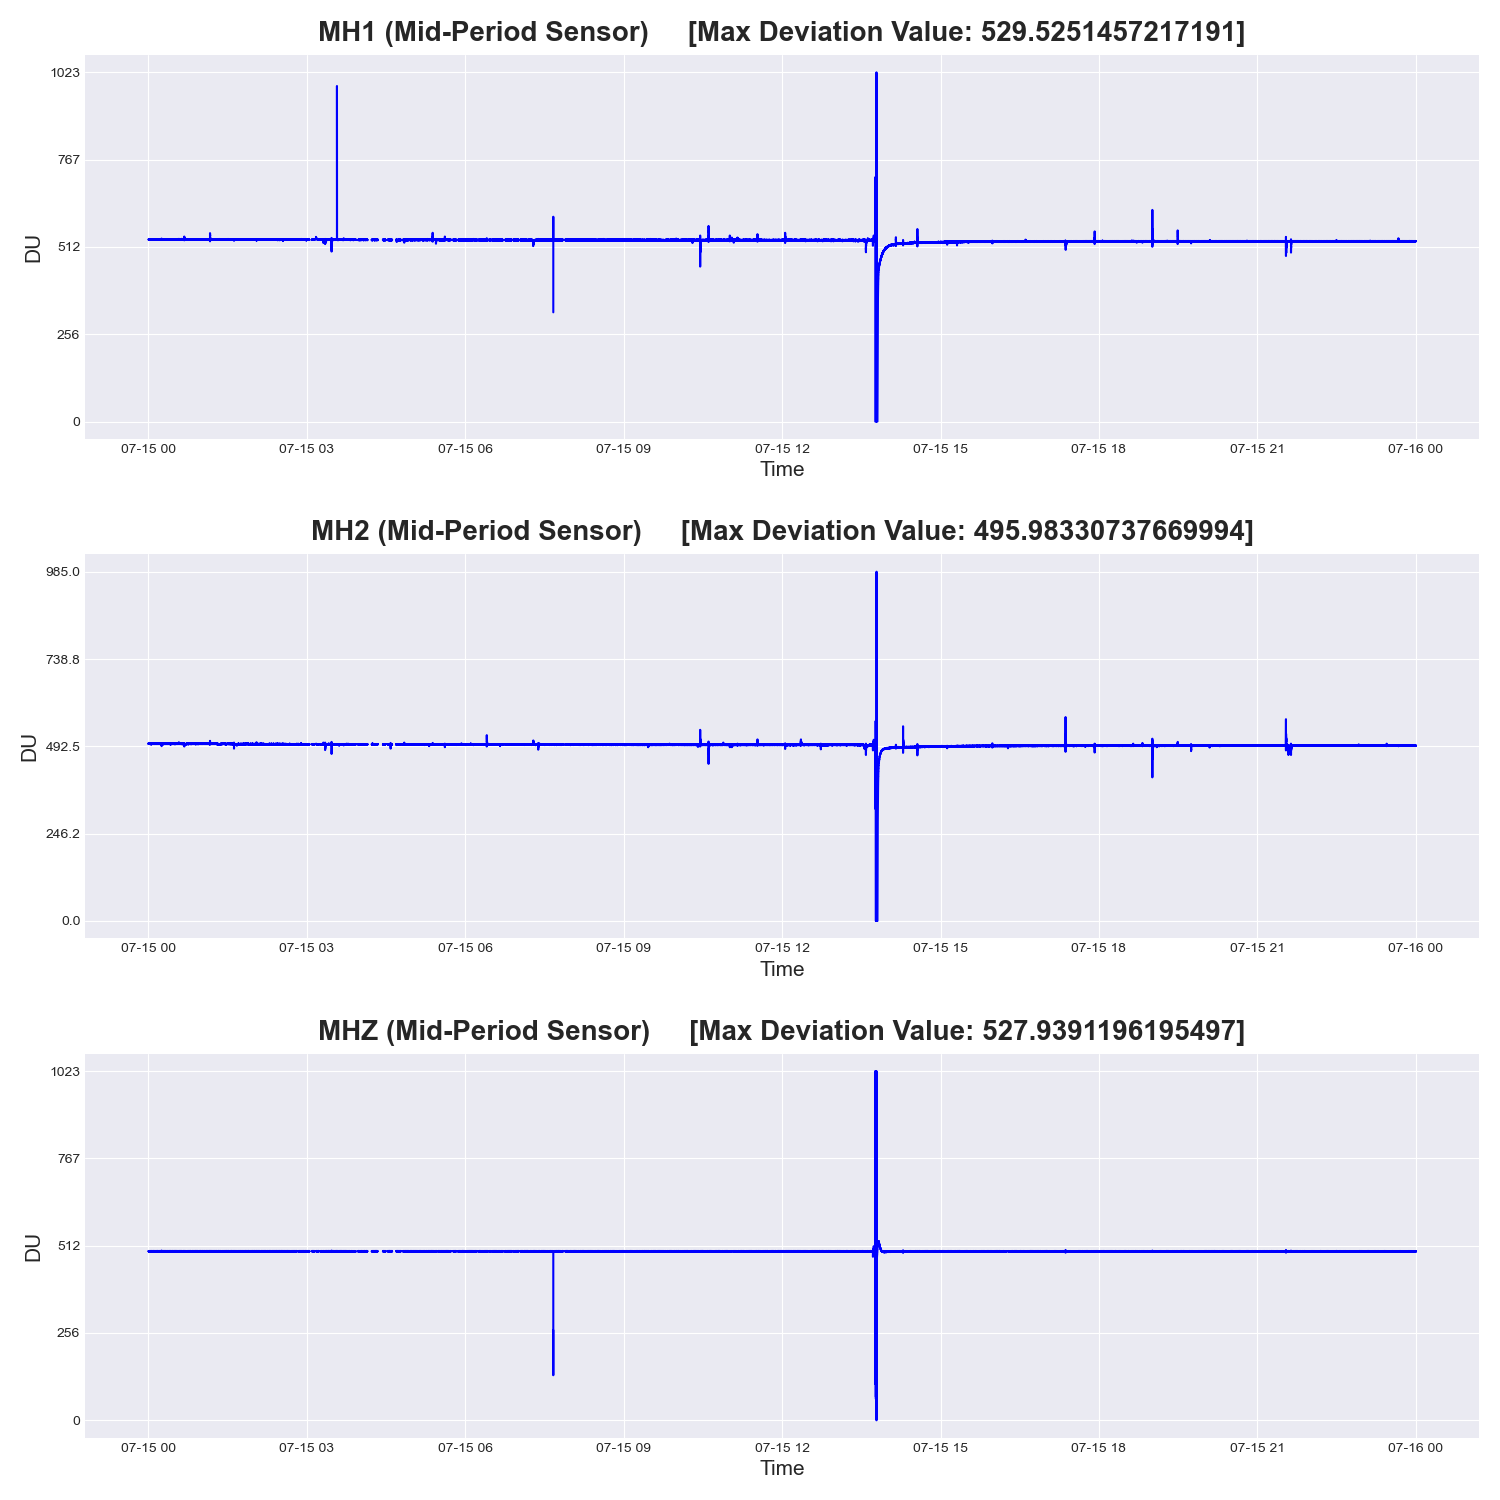 MH1 (Mid-Period Sensor) [Max Deviation Value: 529.5251457217191]
1023
767
512
256
0
DU
07-15 00 07-15 03 07-15 06 07-15 09 07-15 12 07-15 15 07-15 18 07-15 21 07-16 00
Time
MH2 (Mid-Period Sensor) [Max Deviation Value: 495.98330737669994]
985.0
738.8
492.5
246.2
0.0
DU
07-15 00 07-15 03 07-15 06 07-15 09 07-15 12 07-15 15 07-15 18 07-15 21 07-16 00
Time
MHZ (Mid-Period Sensor) [Max Deviation Value: 527.9391196195497]
1023
767
512
256
0
DU
07-15 00 07-15 03 07-15 06 07-15 09 07-15 12 07-15 15 07-15 18 07-15 21 07-16 00
Time